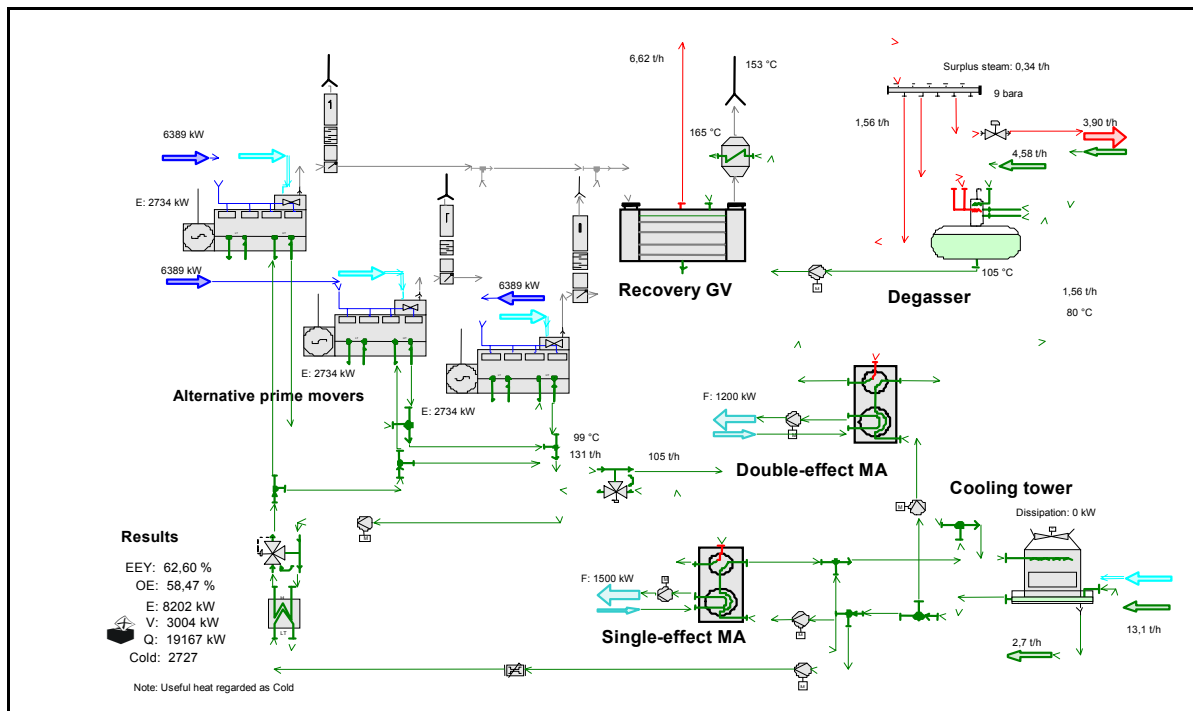 6,62 t/h
153 °C
Surplus steam: 0,34 t/h
9 bara
6389 kW
165 °C
1,56 t/h
3,90 t/h
4,58 t/h
E: 2734 kW
6389 kW
6389 kW
Recovery GV
Degasser
105 °C
1,56 t/h
80 °C
E: 2734 kW
Alternative prime movers
E: 2734 kW
F: 1200 kW
99 °C
131 t/h
105 t/h
Double-effect MA
Cooling tower
Dissipation: 0 kW
Results
EEY: 62,60 %
OE: 58,47 %
E: 8202 kW
V: 3004 kW
Q: 19167 kW
Cold: 2727
Note: Useful heat regarded as Cold
LT
F: 1500 kW
Single-effect MA
13,1 t/h
2,7 t/h